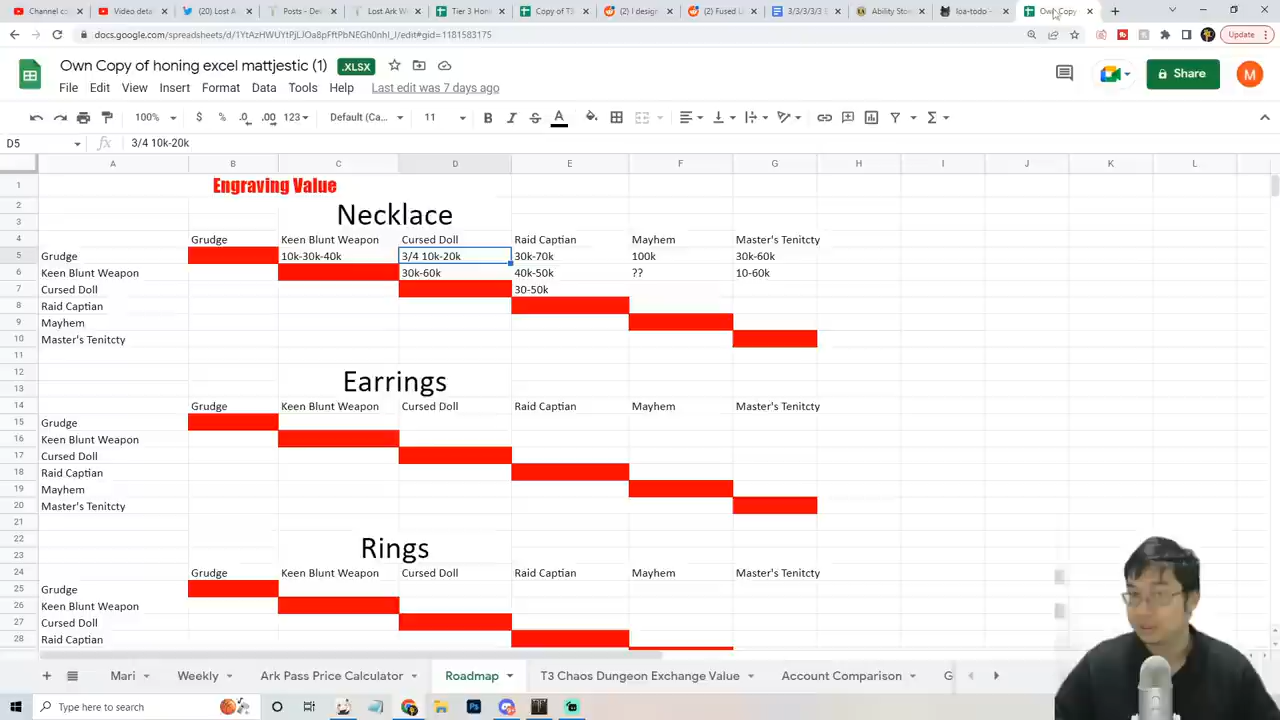 Channel co
Video detai
(20) Lost A
Posts - Dev
Lost Ark W
Tier 3 Honi
Copy of T3
(2) I design
(2) Fused L
3/3/3/3/3
Ability Ston
loa-todo -
Own Copy
docs.google.com/spreadsheets/d/
Update
Own Copy of honing excel mattjestic (1) .XLSX
Share
M
File Edit View Insert Format Data Tools Help Last edit was 7 days ago
100% $ % .0 .00 123 Default (Ca... 11 B I S A
D5 fx 3/4 10k-20k
A B C D E F G H I J K L
1 Engraving Value
2 Necklace
3
4 Grudge Keen Blunt Weapon Cursed Doll Raid Captian Mayhem Master's Tenitcty
5 Grudge 10k-30k-40k 3/4 10k-20k 30k-70k 100k 30k-60k
6 Keen Blunt Weapon 30k-60k 40k-50k ?? 10-60k
7 Cursed Doll 30-50k
8 Raid Captian
9 Mayhem
10 Master's Tenitcty
11
12 Earrings
13
14 Grudge Keen Blunt Weapon Cursed Doll Raid Captian Mayhem Master's Tenitcty
15 Grudge
16 Keen Blunt Weapon
17 Cursed Doll
18 Raid Captian
19 Mayhem
20 Master's Tenitcty
21
22 Rings
23
24 Grudge Keen Blunt Weapon Cursed Doll Raid Captian Mayhem Master's Tenitcty
25 Grudge
26 Keen Blunt Weapon
27 Cursed Doll
28 Raid Captian
Mari Weekly Ark Pass Price Calculator Roadmap T3 Chaos Dungeon Exchange Value Account Comparison G
Type here to search